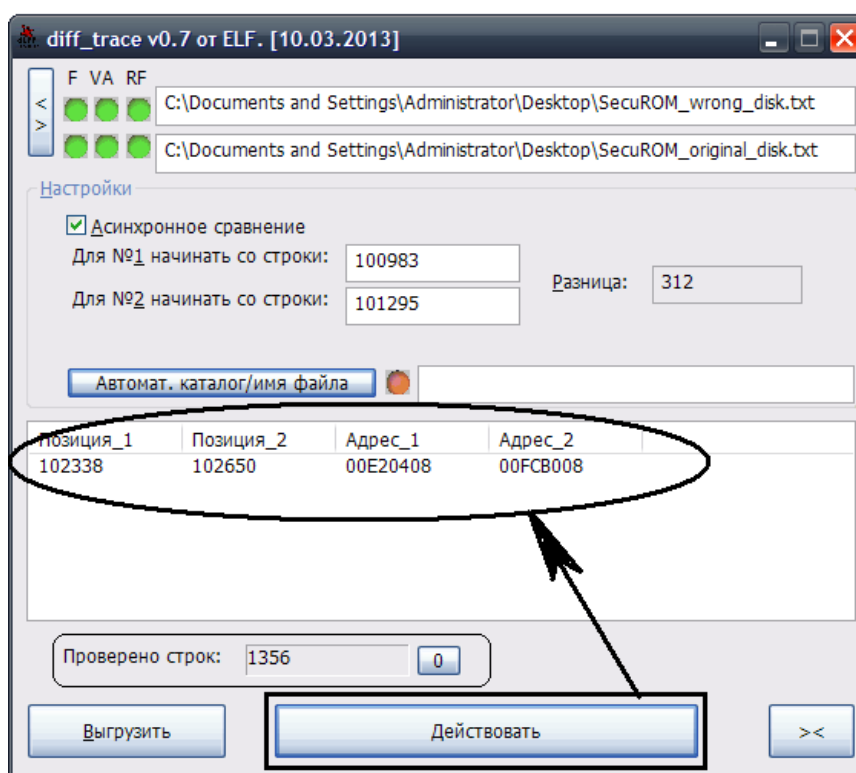 diff_trace v0.7 от ELF. [10.03.2013]
F VA RF
< >
C:\Documents and Settings\Administrator\Desktop\SecuROM_wrong_disk.txt
C:\Documents and Settings\Administrator\Desktop\SecuROM_original_disk.txt
Настройки
Асинхронное сравнение
Для №1 начинать со строки: 100983
Для №2 начинать со строки: 101295
Разница: 312
Автомат. каталог/имя файла
Позиция_1 Позиция_2 Адрес_1 Адрес_2
102338 102650 00E20408 00FCB008
Проверено строк: 1356 0
Выгрузить Действовать ><